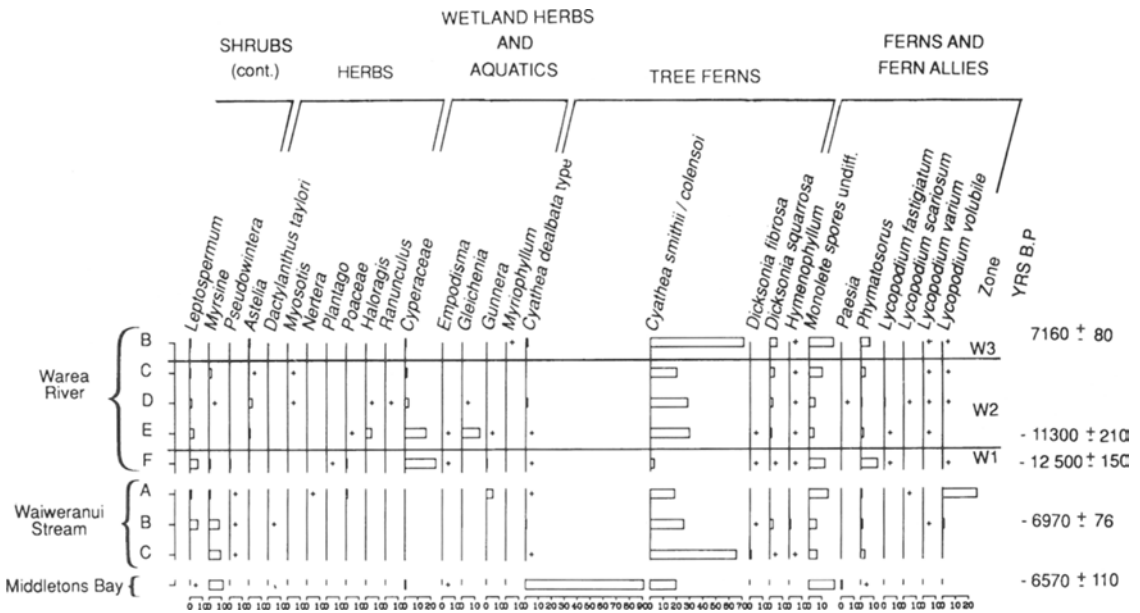 WETLAND HERBS
AND
AQUATICS
SHRUBS
(cont.)
HERBS
TREE FERNS
FERNS AND
FERN ALLIES
Leptospermum
Myrsine
Pseudowintera
Astelia
Dactylanthus taylori
Myosotis
Nertera
Plantago
Poaceae
Haloragis
Ranunculus
Cyperaceae
Empodisma
Gleichenia
Gunnera
Myriophyllum
Cyathea dealbata type
Cyathea smithii / colensoi
Dicksonia fibrosa
Dicksonia squarrosa
Hymenophyllum
Monolete spores undiff.
Paesia
Phymatosorus
Lycopodium fastigiatum
Lycopodium scariosum
Lycopodium varium
Lycopodium volubile
Zone
YRS B.P
Warea
River
B
C
D
E
F
W3
W2
W1
7160 ± 80
- 11300 ± 210
- 12 500 ± 150
Waiweranui
Stream
A
B
C
- 6970 ± 76
Middletons Bay
- 6570 ± 110